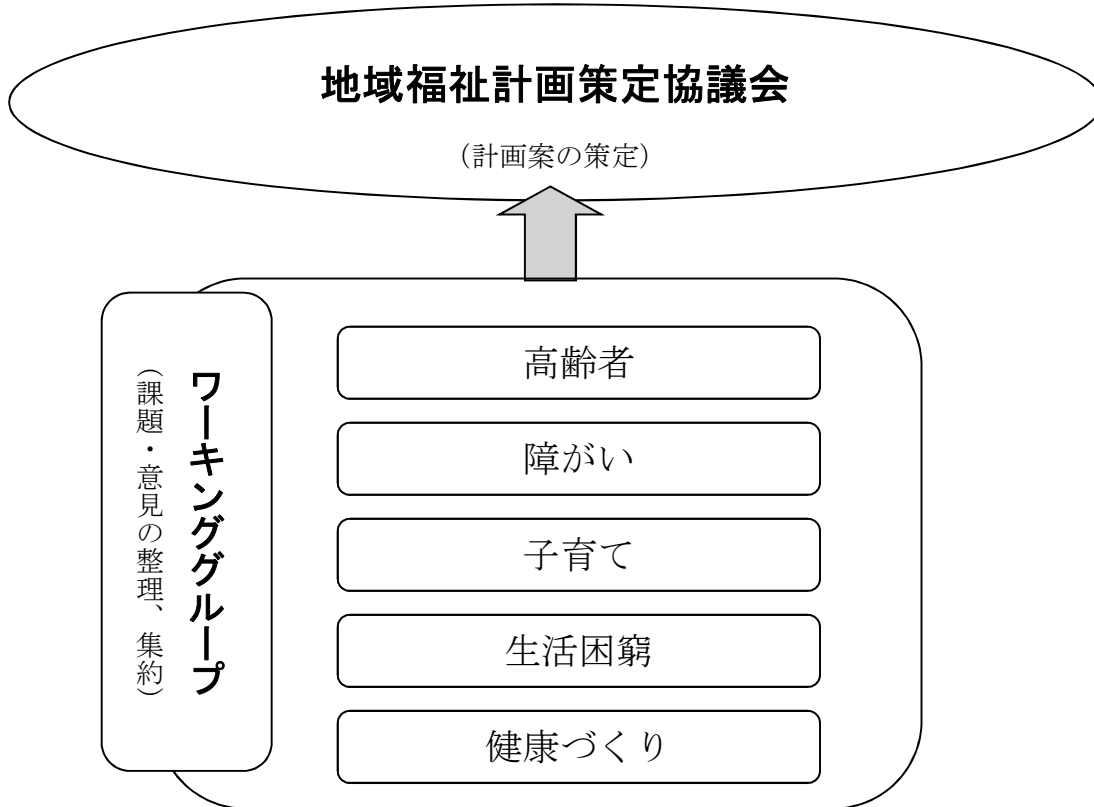 地域福祉計画策定協議会
（計画案の策定）
ワーキンググループ
（課題・意見の整理、集約）
高齢者
障がい
子育て
生活困窮
健康づくり